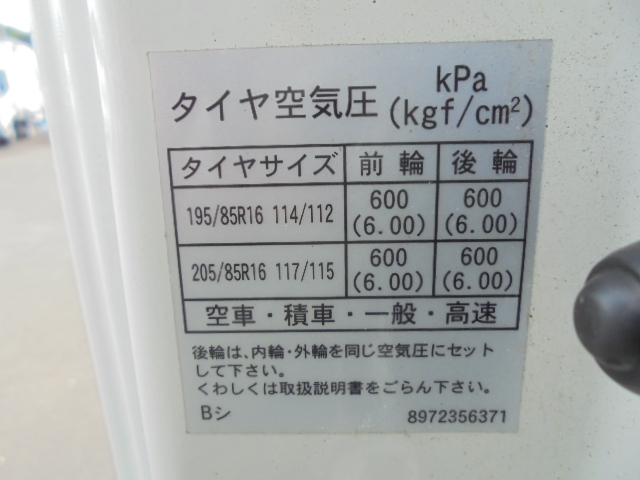 タイヤ空気圧 kPa (kgf/cm²)
タイヤサイズ 前輪 後輪
195/85R16 114/112 600 (6.00) 600 (6.00)
205/85R16 117/115 600 (6.00) 600 (6.00)
空車・積車・一般・高速
後輪は、内輪・外輪を同じ空気圧にセット
して下さい。
くわしくは取扱説明書をごらん下さい。
Bシ 8972356371